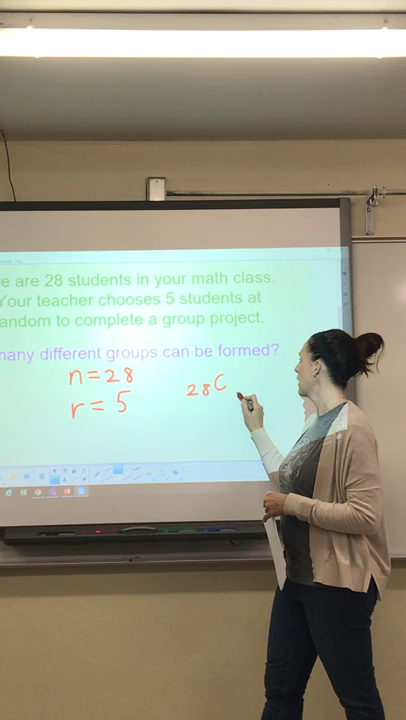 re are 28 students in your math class.
Your teacher chooses 5 students at
andom to complete a group project.
many different groups can be formed?
n=28
r=5
28C